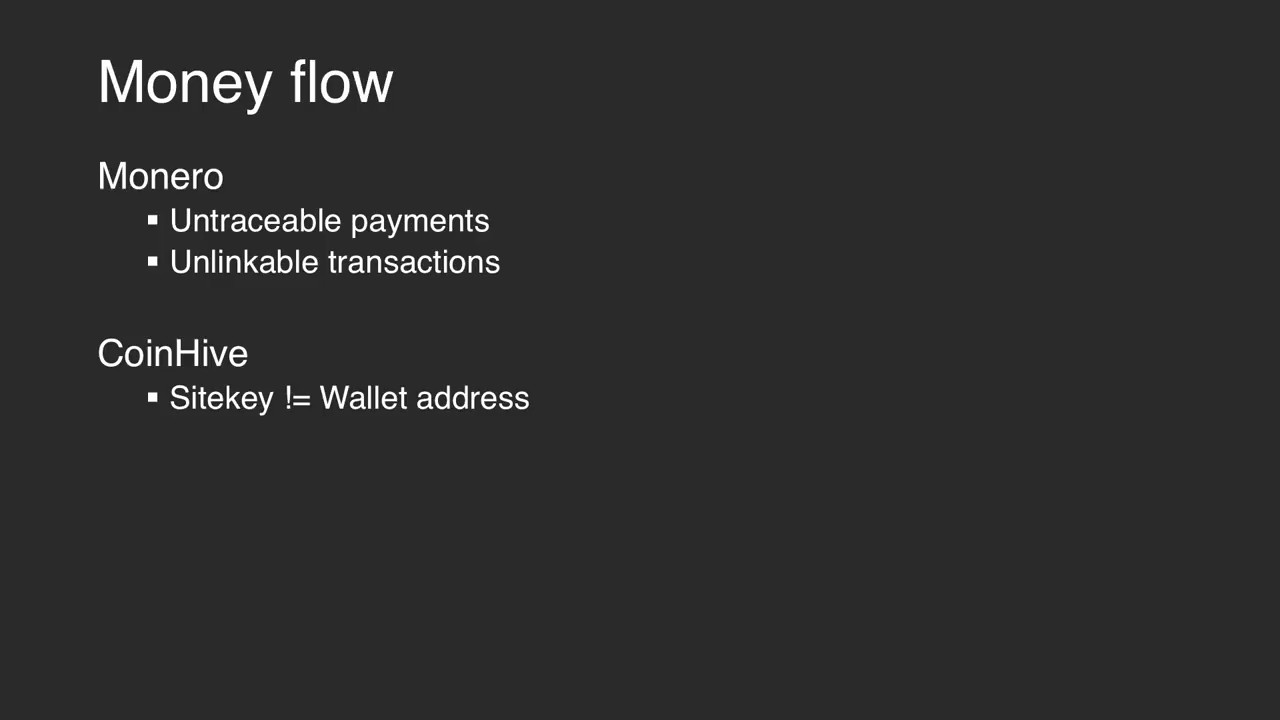 Money flow
Monero
▪ Untraceable payments
▪ Unlinkable transactions
CoinHive
▪ Sitekey != Wallet address